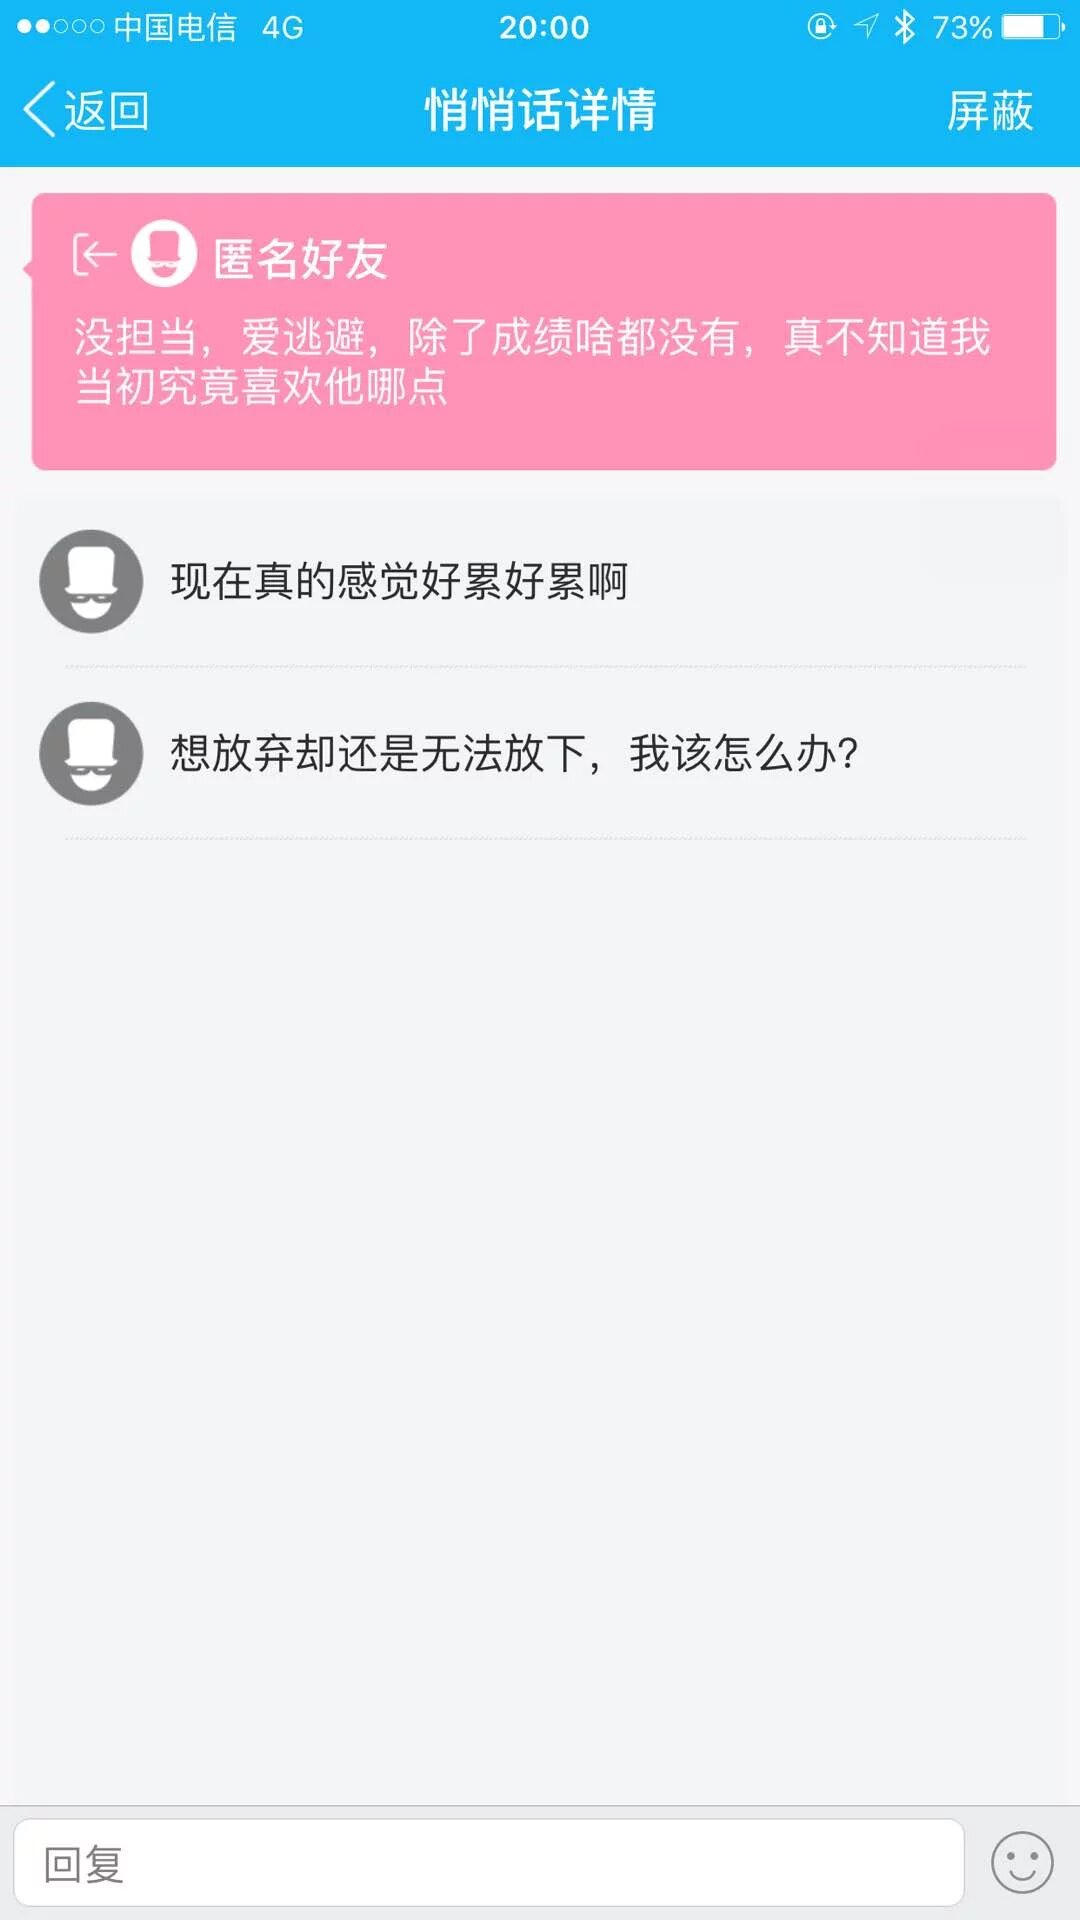 中国电信 4G 20:00 73%
返回 悄悄话详情 屏蔽
匿名好友
没担当，爱逃避，除了成绩啥都没有，真不知道我
当初究竟喜欢他哪点
现在真的感觉好累好累啊
想放弃却还是无法放下，我该怎么办？
回复